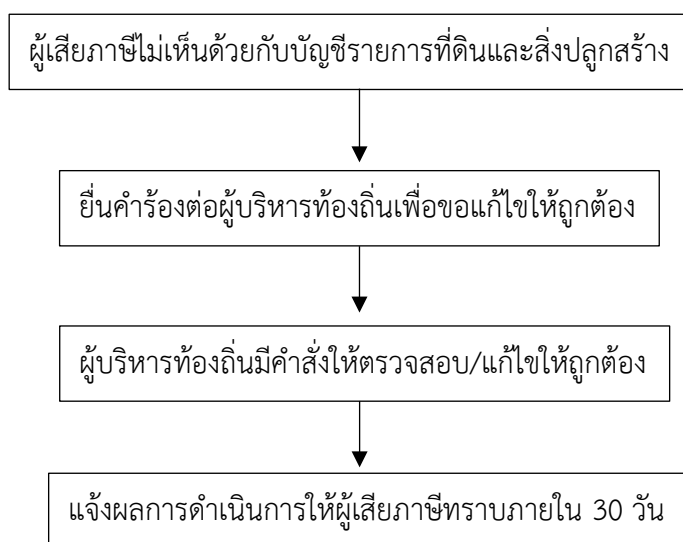 ผู้เสียภาษีไม่เห็นด้วยกับบัญชีรายการที่ดินและสิ่งปลูกสร้าง
ยื่นคำร้องต่อผู้บริหารท้องถิ่นเพื่อขอแก้ไขให้ถูกต้อง
ผู้บริหารท้องถิ่นมีคำสั่งให้ตรวจสอบ/แก้ไขให้ถูกต้อง
แจ้งผลการดำเนินการให้ผู้เสียภาษีทราบภายใน 30 วัน